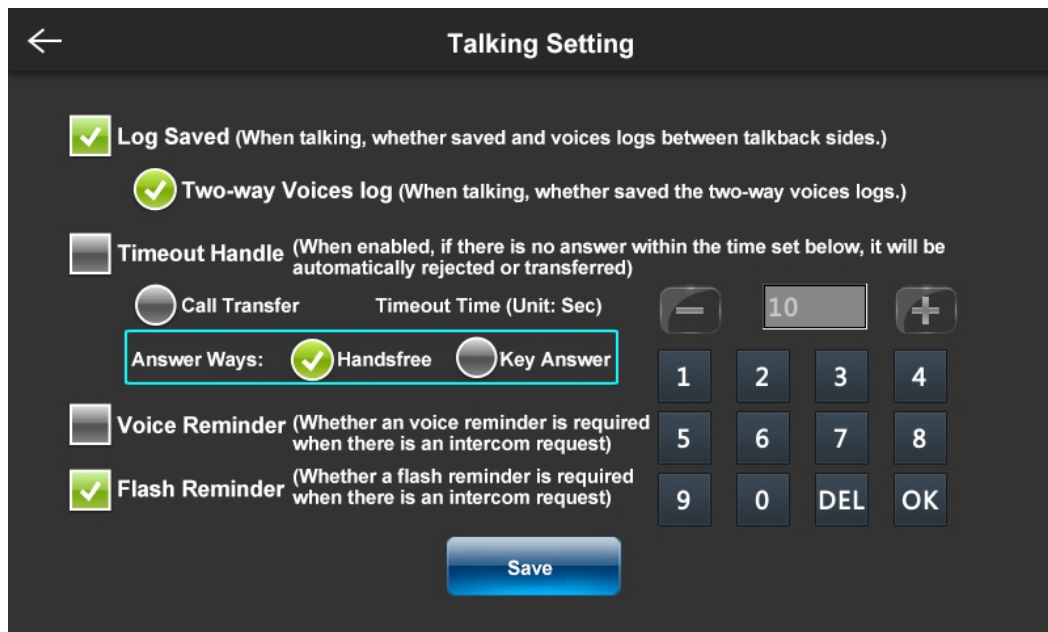 Talking Setting
Log Saved (When talking, whether saved and voices logs between talkback sides.)
Two-way Voices log (When talking, whether saved the two-way voices logs.)
Timeout Handle (When enabled, if there is no answer within the time set below, it will be
automatically rejected or transferred)
Call Transfer Timeout Time (Unit: Sec) 10
Answer Ways: Handsfree Key Answer
1 2 3 4
Voice Reminder (Whether an voice reminder is required
when there is an intercom request)
5 6 7 8
Flash Reminder (Whether a flash reminder is required
when there is an intercom request)
9 0 DEL OK
Save